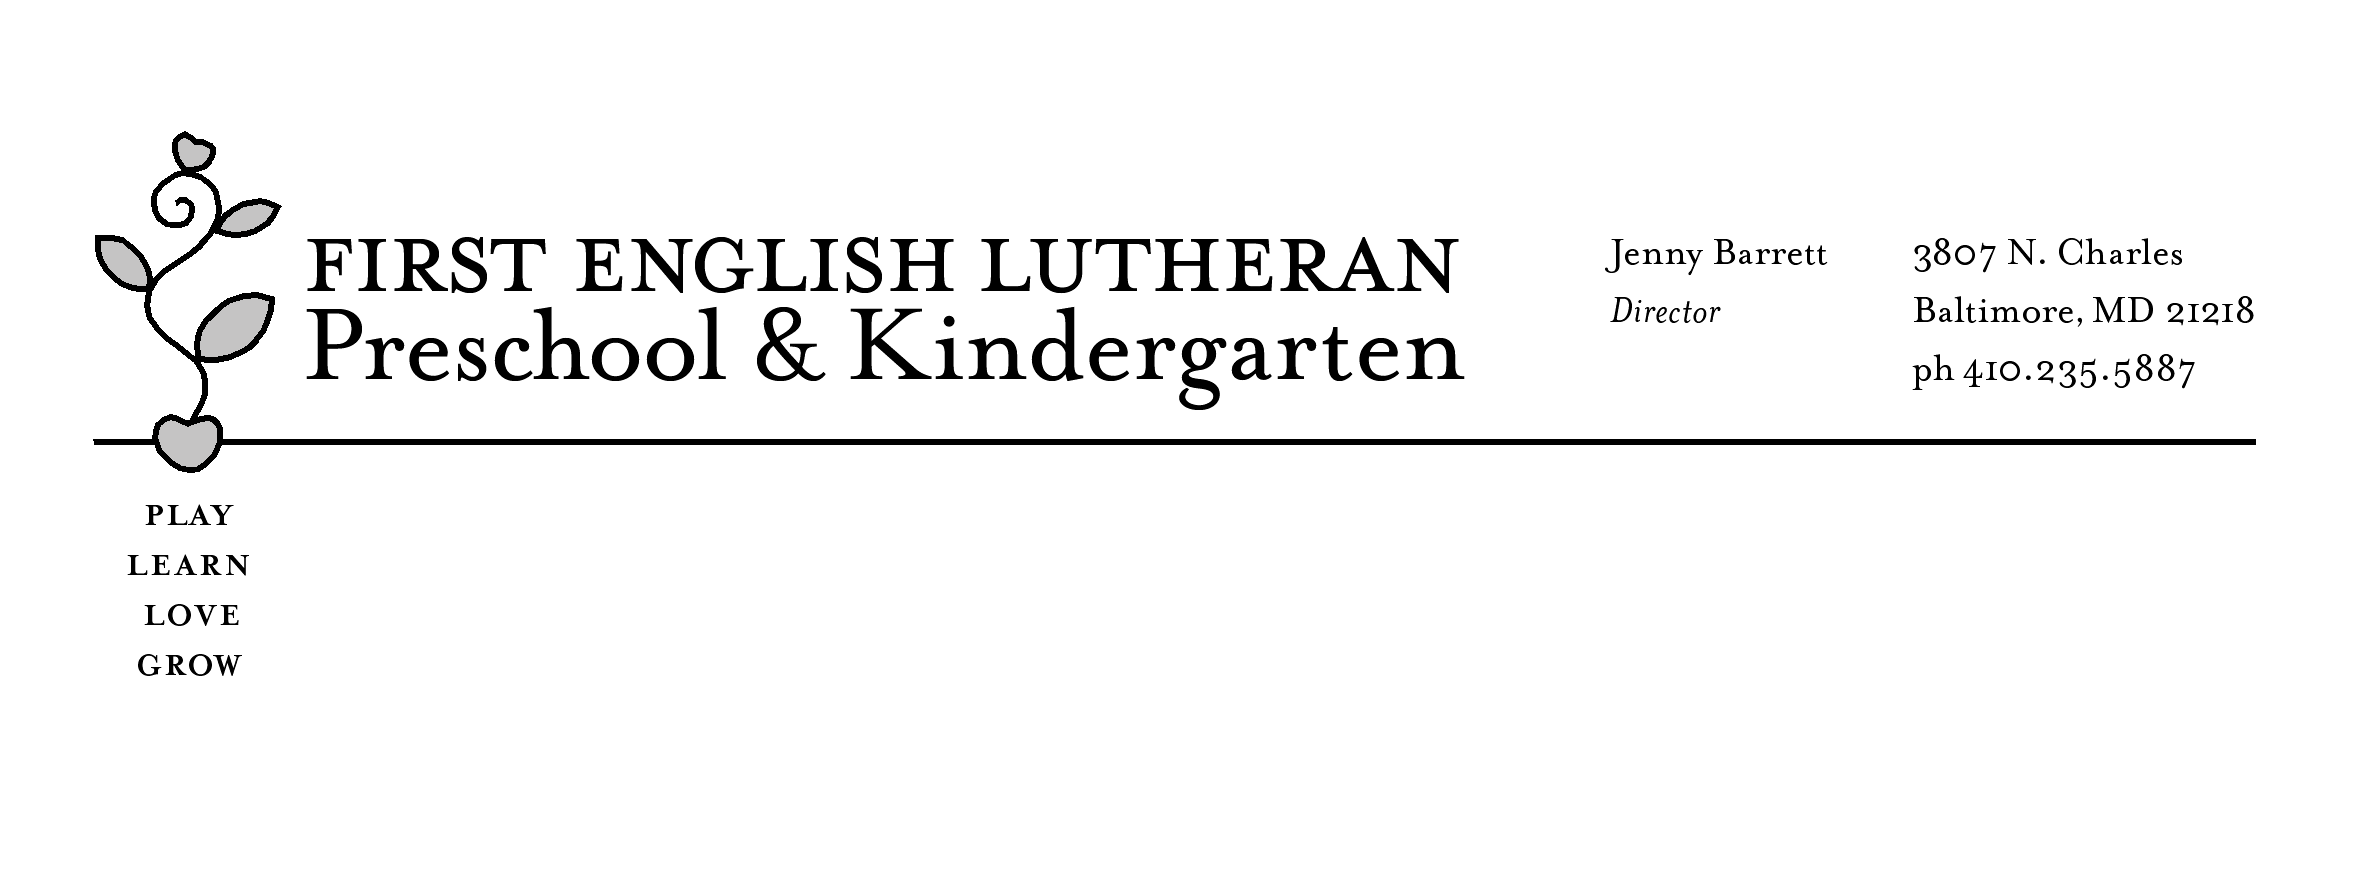 FIRST ENGLISH LUTHERAN
Preschool & Kindergarten
Jenny Barrett
Director
3807 N. Charles
Baltimore, MD 21218
ph 410.235.5887
PLAY
LEARN
LOVE
GROW